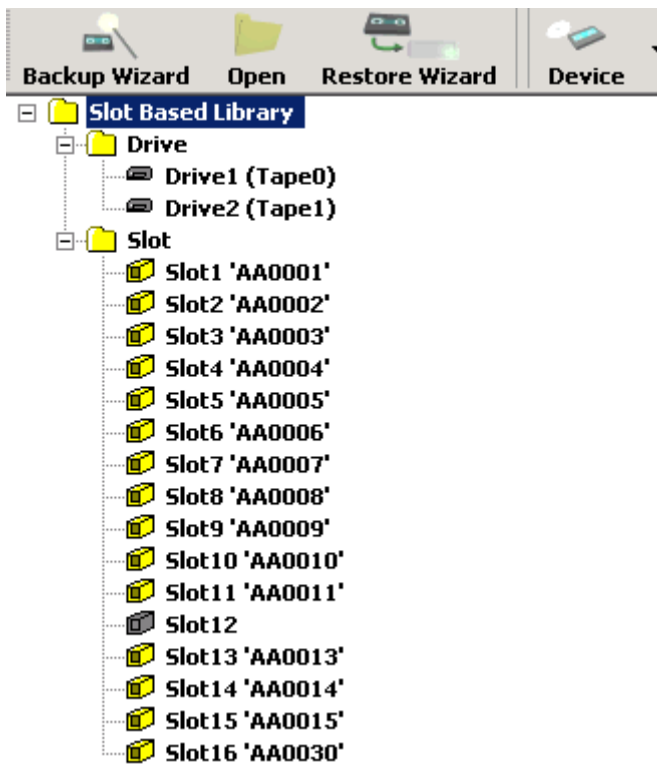 Backup Wizard Open Restore Wizard Device
Slot Based Library
Drive
Drive1 (Tape0)
Drive2 (Tape1)
Slot
Slot1 'AA0001'
Slot2 'AA0002'
Slot3 'AA0003'
Slot4 'AA0004'
Slot5 'AA0005'
Slot6 'AA0006'
Slot7 'AA0007'
Slot8 'AA0008'
Slot9 'AA0009'
Slot10 'AA0010'
Slot11 'AA0011'
Slot12
Slot13 'AA0013'
Slot14 'AA0014'
Slot15 'AA0015'
Slot16 'AA0030'